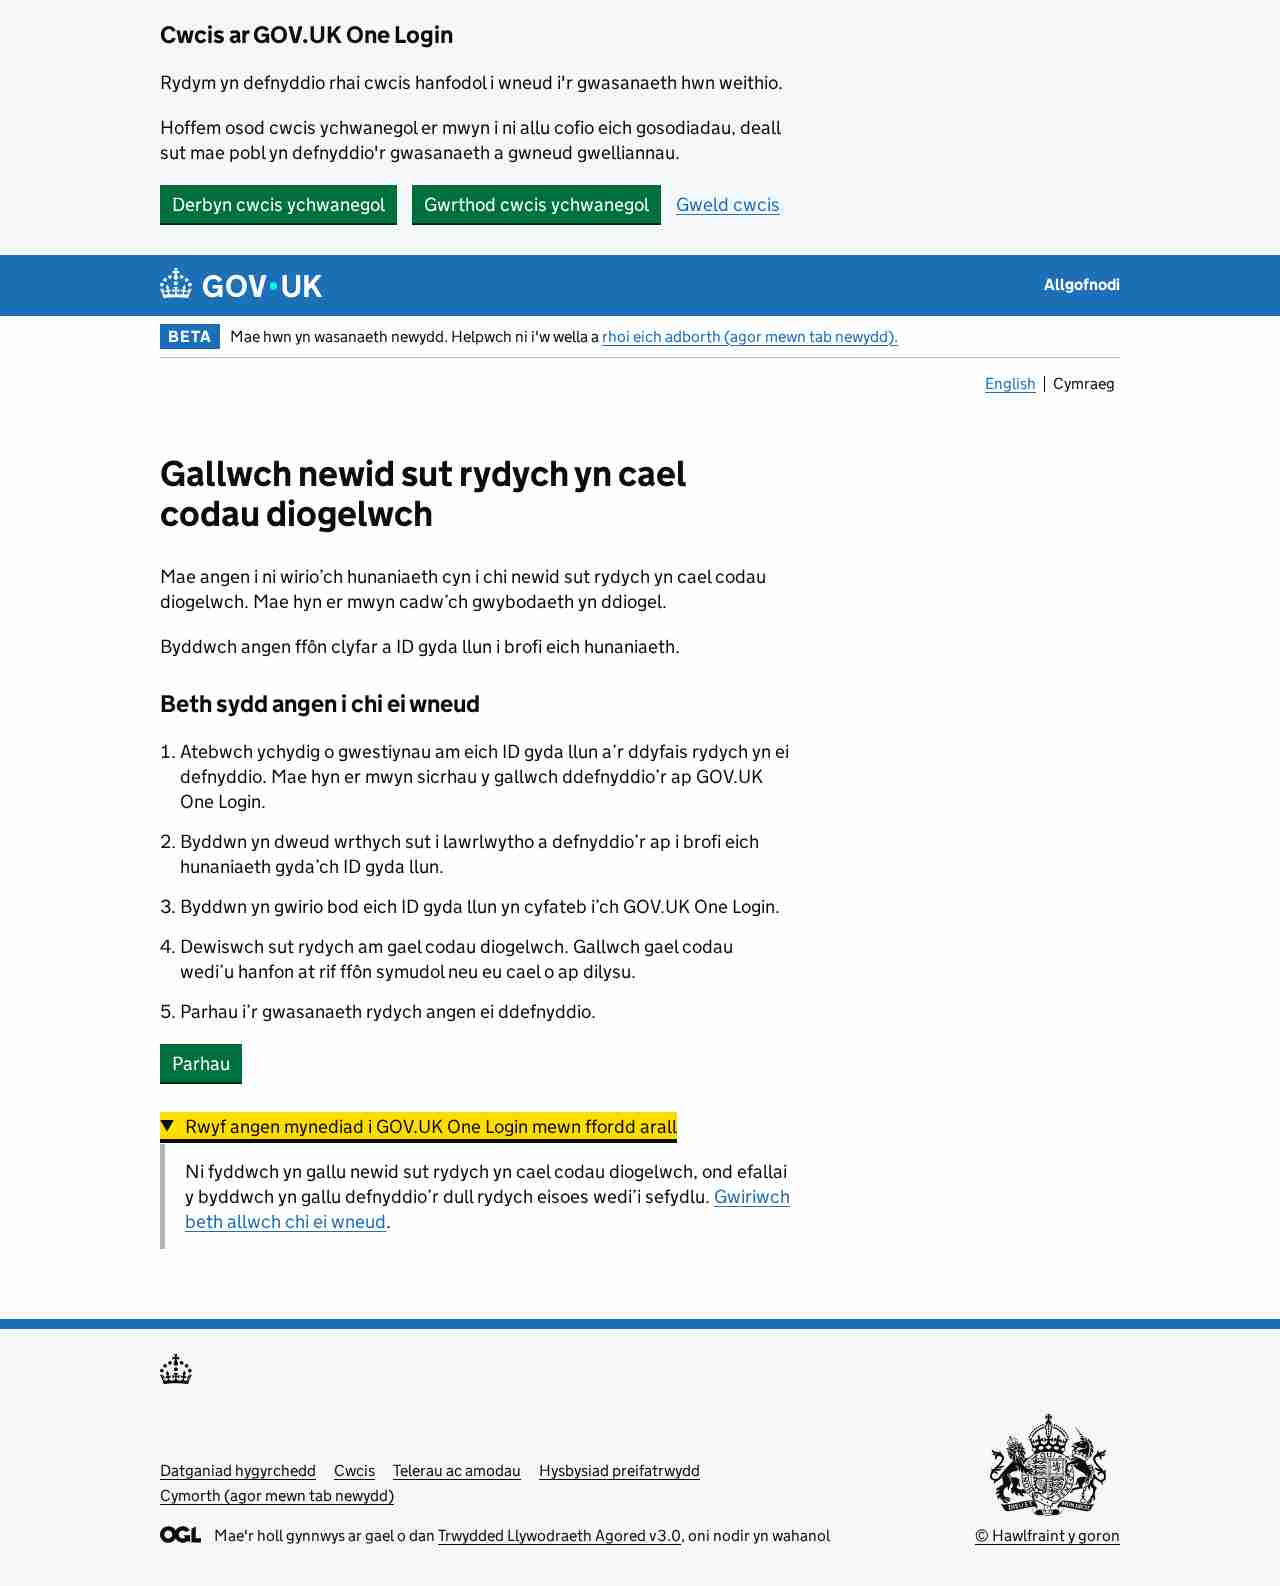 Cwcis ar GOV.UK One Login
Rydym yn defnyddio rhai cwcis hanfodol i wneud i'r gwasanaeth hwn weithio.
Hoffem osod cwcis ychwanegol er mwyn i ni allu cofio eich gosodiadau, deall
sut mae pobl yn defnyddio'r gwasanaeth a gwneud gwelliannau.
Derbyn cwcis ychwanegol Gwrthod cwcis ychwanegol Gweld cwcis
GOV·UK Allgofnodi
BETA Mae hwn yn wasanaeth newydd. Helpwch ni i'w wella a rhoi eich adborth (agor mewn tab newydd).
English Cymraeg
Gallwch newid sut rydych yn cael
codau diogelwch
Mae angen i ni wirio’ch hunaniaeth cyn i chi newid sut rydych yn cael codau
diogelwch. Mae hyn er mwyn cadw’ch gwybodaeth yn ddiogel.
Byddwch angen ffôn clyfar a ID gyda llun i brofi eich hunaniaeth.
Beth sydd angen i chi ei wneud
1. Atebwch ychydig o gwestiynau am eich ID gyda llun a’r ddyfais rydych yn ei
defnyddio. Mae hyn er mwyn sicrhau y gallwch ddefnyddio’r ap GOV.UK
One Login.
2. Byddwn yn dweud wrthych sut i lawrlwytho a defnyddio’r ap i brofi eich
hunaniaeth gyda’ch ID gyda llun.
3. Byddwn yn gwirio bod eich ID gyda llun yn cyfateb i’ch GOV.UK One Login.
4. Dewiswch sut rydych am gael codau diogelwch. Gallwch gael codau
wedi’u hanfon at rif ffôn symudol neu eu cael o ap dilysu.
5. Parhau i’r gwasanaeth rydych angen ei ddefnyddio.
Parhau
Rwyf angen mynediad i GOV.UK One Login mewn ffordd arall
Ni fyddwch yn gallu newid sut rydych yn cael codau diogelwch, ond efallai
y byddwch yn gallu defnyddio’r dull rydych eisoes wedi’i sefydlu. Gwiriwch
beth allwch chi ei wneud.
Datganiad hygyrchedd Cwcis Telerau ac amodau Hysbysiad preifatrwydd
Cymorth (agor mewn tab newydd)
OGL Mae'r holl gynnwys ar gael o dan Trwydded Llywodraeth Agored v3.0, oni nodir yn wahanol
© Hawlfraint y goron